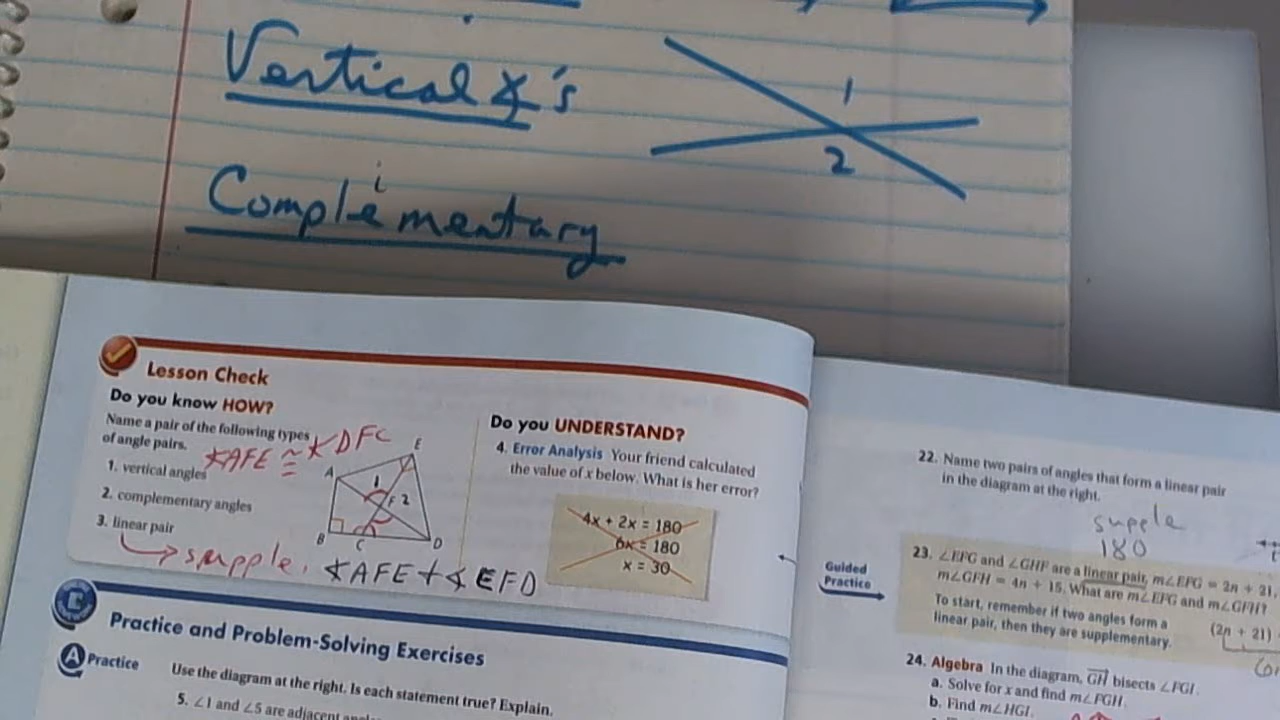 Vertical ∡'s
1
2
i
Complementary
Lesson Check
Do you know HOW?
Name a pair of the following types
of angle pairs.
∡AFE ≅ ∡DFC
1. vertical angles
2. complementary angles
3. linear pair
→ supple. ∡AFE + ∡EFD
A
E
1
F 2
B
C
D
Do you UNDERSTAND?
4. Error Analysis Your friend calculated
the value of x below. What is her error?
4x + 2x = 180
6x = 180
x = 30
Practice and Problem-Solving Exercises
A Practice
Use the diagram at the right. Is each statement true? Explain.
5. ∠1 and ∠5 are adjacent angles
22. Name two pairs of angles that form a linear pair
in the diagram at the right.
supple
180
Guided
Practice
23. ∠EFG and ∠GHF are a linear pair, m∠EFG = 2n + 21,
m∠GFH = 4n + 15. What are m∠EFG and m∠GFH?
To start, remember if two angles form a
linear pair, then they are supplementary.
(2n + 21)
24. Algebra In the diagram, GH bisects ∠FGI.
a. Solve for x and find m∠FGH.
b. Find m∠HGI.